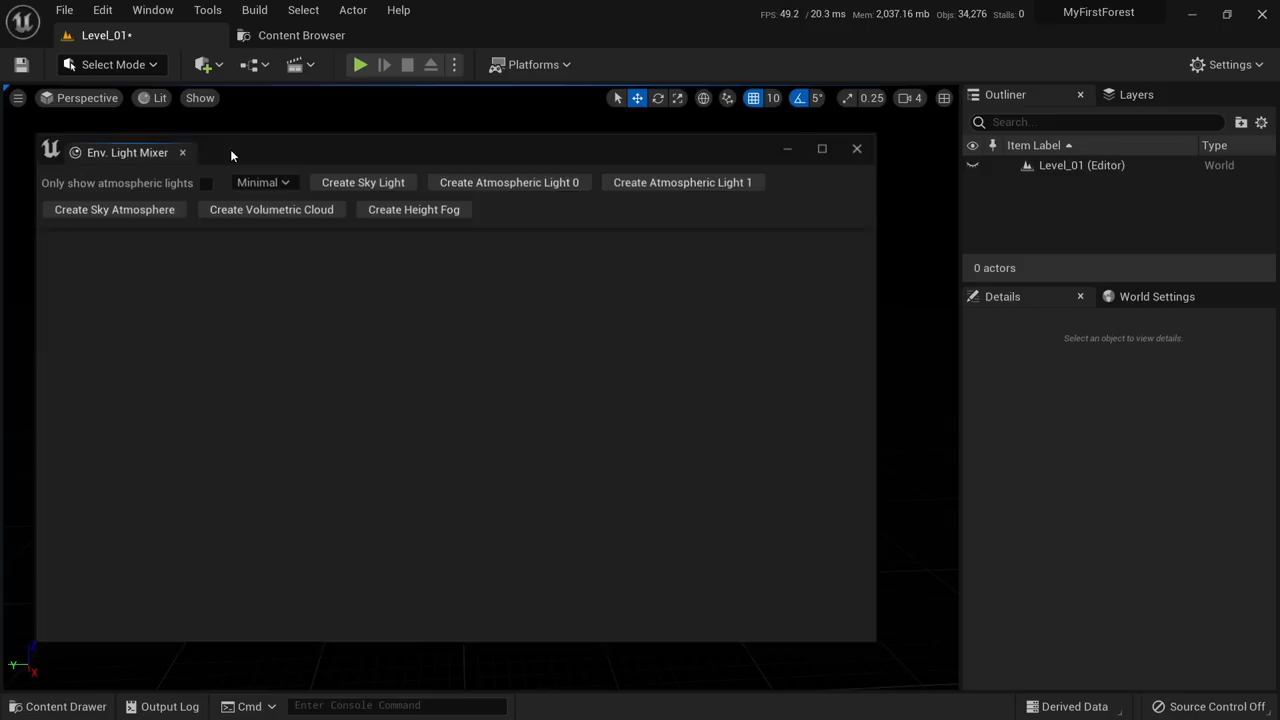 File Edit Window Tools Build Select Actor Help
FPS: 49.2 / 20.3 ms Mem: 2,037.16 mb Objs: 34,276 Stalls: 0
MyFirstForest
Level_01•
Content Browser
Select Mode
Platforms
Settings
Perspective Lit Show
10 5° 0.25 4
Outliner
Layers
Search...
Item Label Type
Level_01 (Editor) World
0 actors
Details
World Settings
Select an object to view details.
Env. Light Mixer
Only show atmospheric lights Minimal Create Sky Light Create Atmospheric Light 0 Create Atmospheric Light 1
Create Sky Atmosphere Create Volumetric Cloud Create Height Fog
Z
Y
X
Content Drawer Output Log Cmd Enter Console Command Derived Data Source Control Off